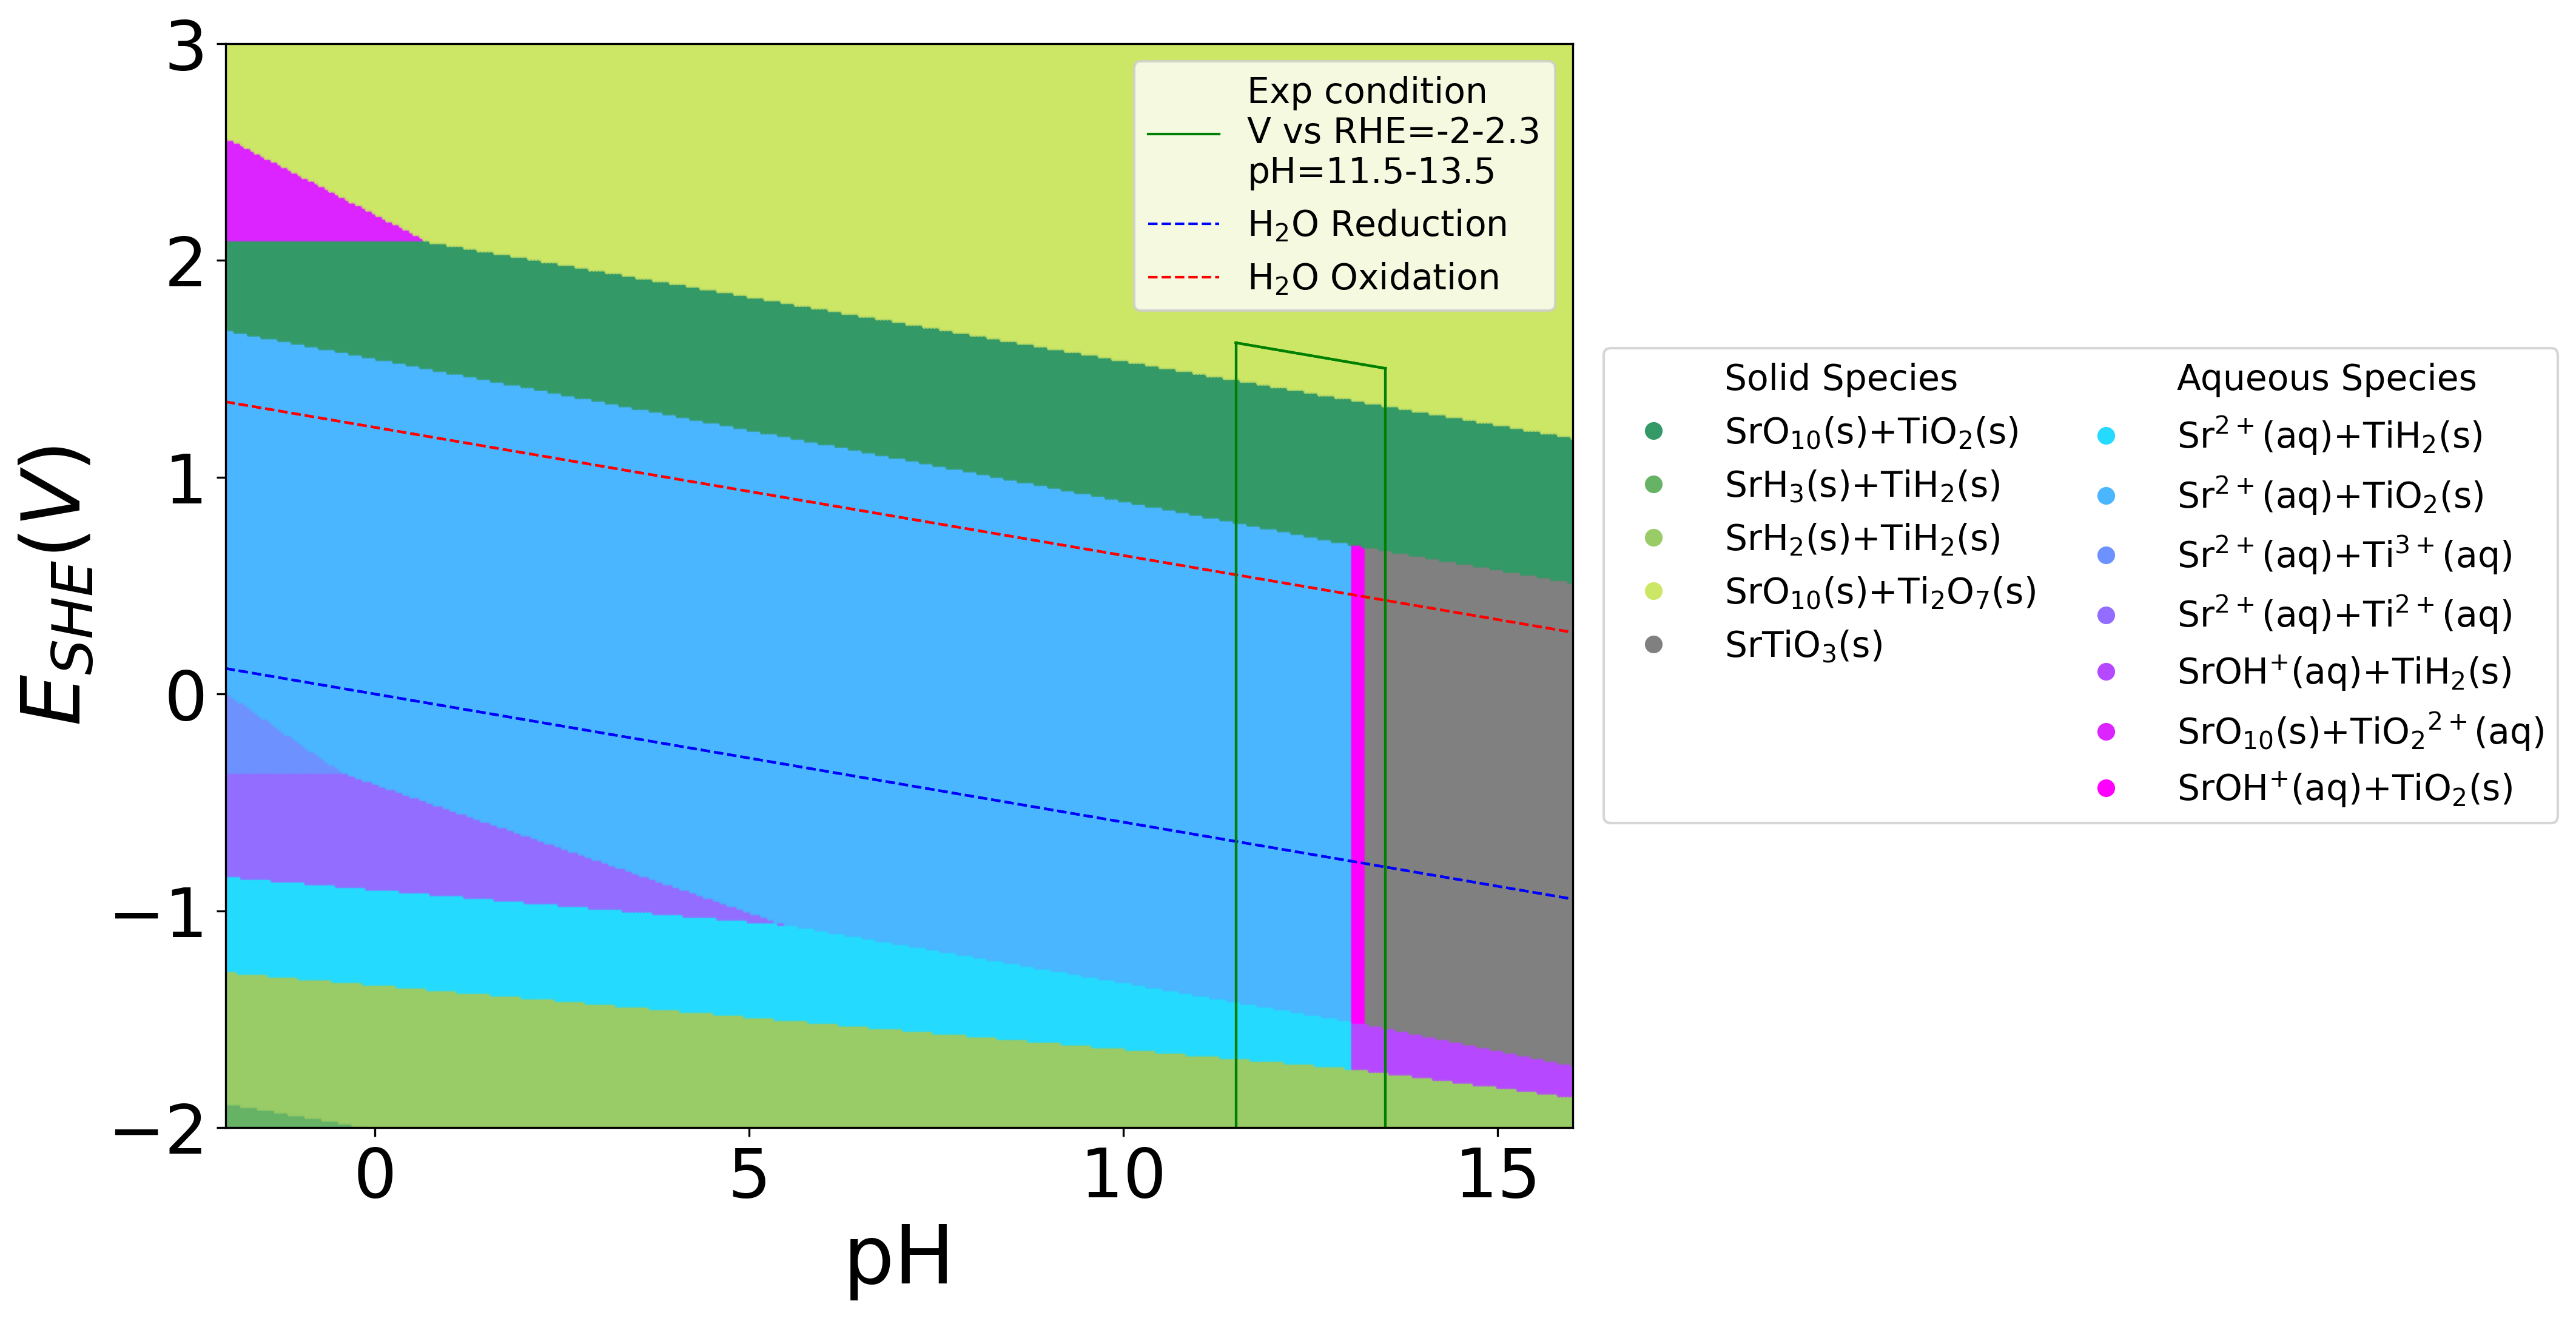 3
2
1
0
−1
−2
E_SHE(V)
0
5
10
15
pH
Exp condition
V vs RHE=-2-2.3
pH=11.5-13.5
H₂O Reduction
H₂O Oxidation
Solid Species
SrO₁₀(s)+TiO₂(s)
SrH₃(s)+TiH₂(s)
SrH₂(s)+TiH₂(s)
SrO₁₀(s)+Ti₂O₇(s)
SrTiO₃(s)
Aqueous Species
Sr²⁺(aq)+TiH₂(s)
Sr²⁺(aq)+TiO₂(s)
Sr²⁺(aq)+Ti³⁺(aq)
Sr²⁺(aq)+Ti²⁺(aq)
SrOH⁺(aq)+TiH₂(s)
SrO₁₀(s)+TiO₂²⁺(aq)
SrOH⁺(aq)+TiO₂(s)